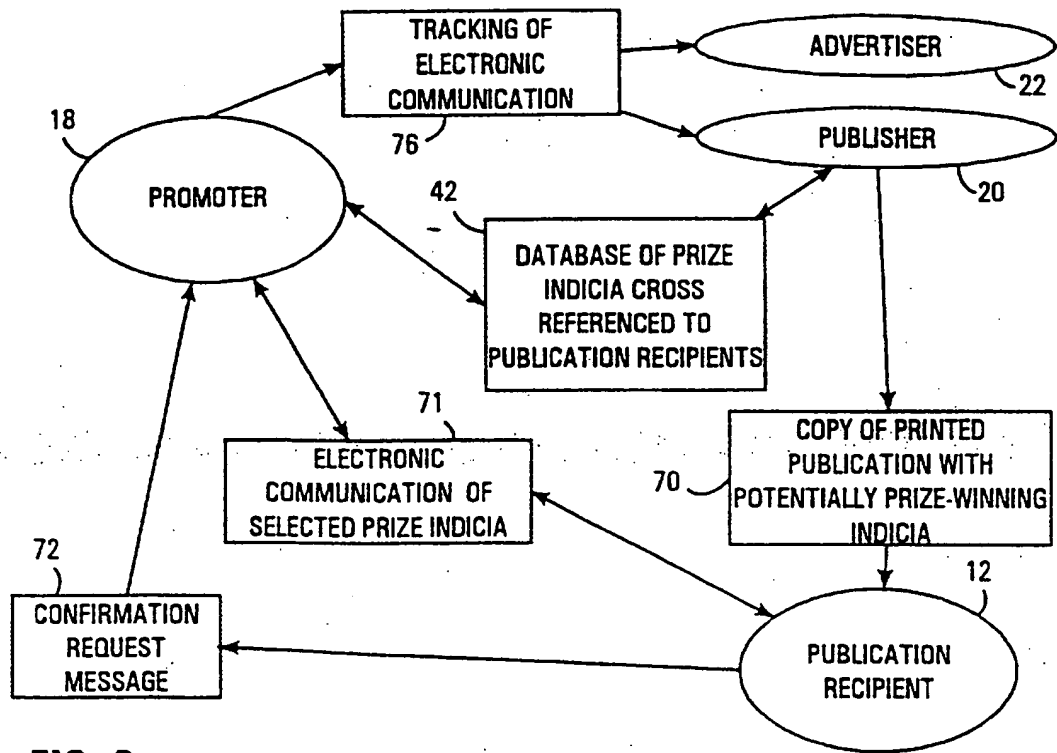 TRACKING OF
ELECTRONIC
COMMUNICATION
76
ADVERTISER
22
18
PROMOTER
PUBLISHER
20
42
DATABASE OF PRIZE
INDICIA CROSS
REFERENCED TO
PUBLICATION RECIPIENTS
71
ELECTRONIC
COMMUNICATION OF
SELECTED PRIZE INDICIA
70
COPY OF PRINTED
PUBLICATION WITH
POTENTIALLY PRIZE-WINNING
INDICIA
72
CONFIRMATION
REQUEST
MESSAGE
12
PUBLICATION
RECIPIENT